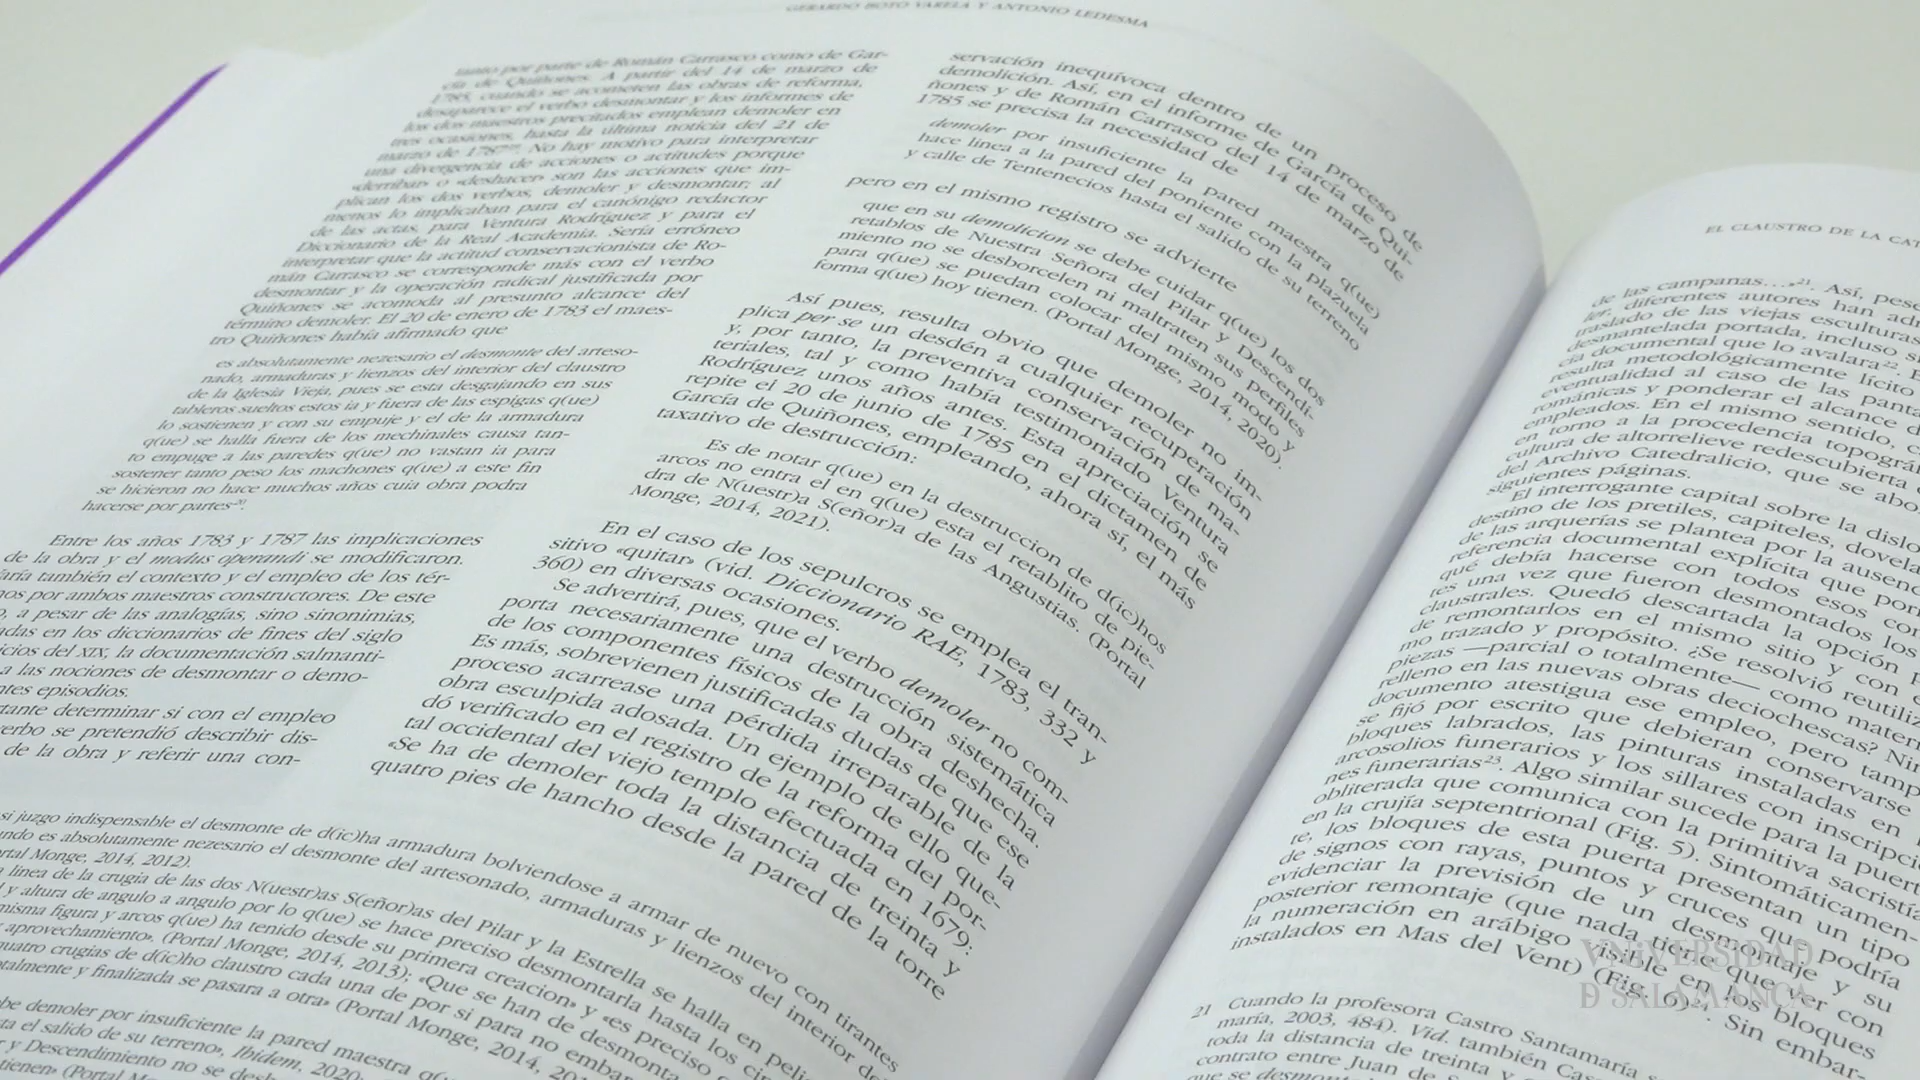 GERARDO BOTO VARELA Y ANTONIO LEDESMA
tanto por parte de Román Carrasco como de Gar-
cía de Quiñones. A partir del 14 de marzo de
1785, cuando se acometen las obras de reforma,
desaparece el verbo desmontar y los informes de
los dos maestros precitados emplean demoler en
tres ocasiones, hasta la última noticia del 21 de
marzo de 1787. No hay motivo para interpretar
una divergencia de acciones o actitudes porque
«derribar» o «deshacer» son las acciones que im-
plican los dos verbos, demoler y desmontar; al
menos lo implicaban para el canónigo redactor
de las actas, para Ventura Rodríguez y para el
Diccionario de la Real Academia. Sería erróneo
interpretar que la actitud conservacionista de Ro-
mán Carrasco se corresponde más con el verbo
desmontar y la operación radical justificada por
Quiñones se acomoda al presunto alcance del
término demoler. El 20 de enero de 1783 el maes-
tro Quiñones había afirmado que
es absolutamente nezesario el desmonte del arteso-
nado, armaduras y lienzos del interior del claustro
de la Iglesia Vieja, pues se esta desgajando en sus
tableros sueltos estos ia y fuera de las espigas q(ue)
lo sostienen y con su empuje y el de la armadura
q(ue) se halla fuera de los mechinales causa tan-
to empuge a las paredes q(ue) no vastan ia para
sostener tanto peso los machones q(ue) a este fin
se hicieron no hace muchos años cuia obra podra
hacerse por partes²⁰.
Entre los años 1783 y 1787 las implicaciones
de la obra y el modus operandi se modificaron.
aría también el contexto y el empleo de los tér-
nos por ambos maestros constructores. De este
o, a pesar de las analogías, sino sinonimias,
adas en los diccionarios de fines del siglo
icios del XIX, la documentación salmanti-
a las nociones de desmontar o demo-
ntes episodios.
tante determinar si con el empleo
verbo se pretendió describir dis-
de la obra y referir una con-
servación inequívoca dentro de un proceso de
demolición. Así, en el informe de García de Qui-
ñones y de Román Carrasco del 14 de marzo de
1785 se precisa la necesidad de
demoler por insuficiente la pared maestra q(ue)
hace línea a la pared del poniente con la plazuela
y calle de Tentenecios hasta el salido de su terreno
pero en el mismo registro se advierte
que en su demolicion se debe cuidar q(ue) los dos
retablos de Nuestra Señora del Pilar y Descendi-
miento no se desborcelen ni maltraten sus perfiles
para q(ue) se puedan colocar del mismo modo y
forma q(ue) hoy tienen. (Portal Monge, 2014, 2020).
Así pues, resulta obvio que demoler no im-
plica per se un desdén a cualquier recuperación
y, por tanto, la preventiva conservación de ma-
teriales, tal y como había testimoniado Ventura
Rodríguez unos años antes. Esta apreciación se
repite el 20 de junio de 1785 en el dictamen de
García de Quiñones, empleando, ahora sí, el más
taxativo de destrucción:
Es de notar q(ue) en la destruccion de d(ic)hos
arcos no entra el en q(ue) esta el retablito de pie-
dra de N(uestr)a S(eñor)a de las Angustias. (Portal
Monge, 2014, 2021).
En el caso de los sepulcros se emplea el tran-
sitivo «quitar» (vid. Diccionario RAE, 1783, 332 y
360) en diversas ocasiones.
Se advertirá, pues, que el verbo demoler no com-
porta necesariamente una destrucción sistemática
de los componentes físicos de la obra deshecha.
Es más, sobrevienen justificadas dudas de que ese
proceso acarrease una pérdida irreparable de la
obra esculpida adosada. Un ejemplo de ello que-
dó verificado en el registro de la reforma del por-
tal occidental del viejo templo efectuada en 1679:
«Se ha de demoler toda la distancia de treinta y
quatro pies de hancho desde la pared de la torre
si juzgo indispensable el desmonte de d(ic)ha armadura bolviendose a armar de nuevo con tirantes
ndo es absolutamente nezesario el desmonte del artesonado, armaduras y lienzos del interior del
rtal Monge, 2014, 2012).
a linea de la crugia de las dos N(uestr)as S(eñor)as del Pilar y la Estrella se halla en
l y altura de angulo a angulo por lo q(ue) se hace preciso desmontarla hasta los
misma figura y arcos q(ue) ha tenido desde su primera creacion» y «es preciso
aprovechamiento». (Portal Monge, 2014, 2013); «Que se han de desmonta
uatro crugias de d(ic)ho claustro cada una de por si para no embar
otalmente y finalizada se pasara a otra» (Portal Monge, 2014,
be demoler por insuficiente la pared maestra
ta el salido de su terreno», Ibidem, 2020;
r y Descendimiento no se
tienen» (Portal Monge,
EL CLAUSTRO DE LA CAT
de las campanas…»²¹. Así, pese
ler, diferentes autores han adm
traslado de las viejas esculturas
desmantelada portada, incluso si
cia documental que lo avalara²².
resulta metodológicamente lícito
eventualidad al caso de las panta
románicas y ponderar el alcance d
empleados. En el mismo sentido, c
en torno a la procedencia topográf
cultura de altorrelieve redescubierta
del Archivo Catedralicio, que se abo
siguientes páginas.
El interrogante capital sobre la dislo
destino de los pretiles, capiteles, dovela
de las arquerías se plantea por la ausenc
referencia documental explícita que porm
qué debía hacerse con todos esos com
tes una vez que fueron desmontados los
claustrales. Quedó descartada la opción
de remontarlos en el mismo sitio y con e
mo trazado y propósito. ¿Se resolvió reutiliz
piezas —parcial o totalmente— como mater
relleno en las nuevas obras dieciochescas? Nin
documento atestigua ese empleo, pero tamp
se fijó por escrito que debieran conservarse
bloques labrados, las pinturas instaladas en
arcosolios funerarios y los sillares con inscripci
nes funerarias²³. Algo similar sucede para la puert
obliterada que comunica con la primitiva sacristía
en la crujía septentrional (Fig. 5). Sintomáticamen-
te, los bloques de esta puerta presentan un tipo
de signos con rayas, puntos y cruces que podría
evidenciar la previsión de un desmontaje y su
posterior remontaje (que nada tiene que ver con
la numeración en arábigo visible en los bloques
instalados en Mas del Vent) (Fig. 6)²⁴. Sin embar-
21 Cuando la profesora Castro Santamaría
maría, 2003, 484). Vid. también
toda la distancia de treinta y
contrato entre Juan de
que se desmonte
VNiVERSiDAD
D SALAMANCA